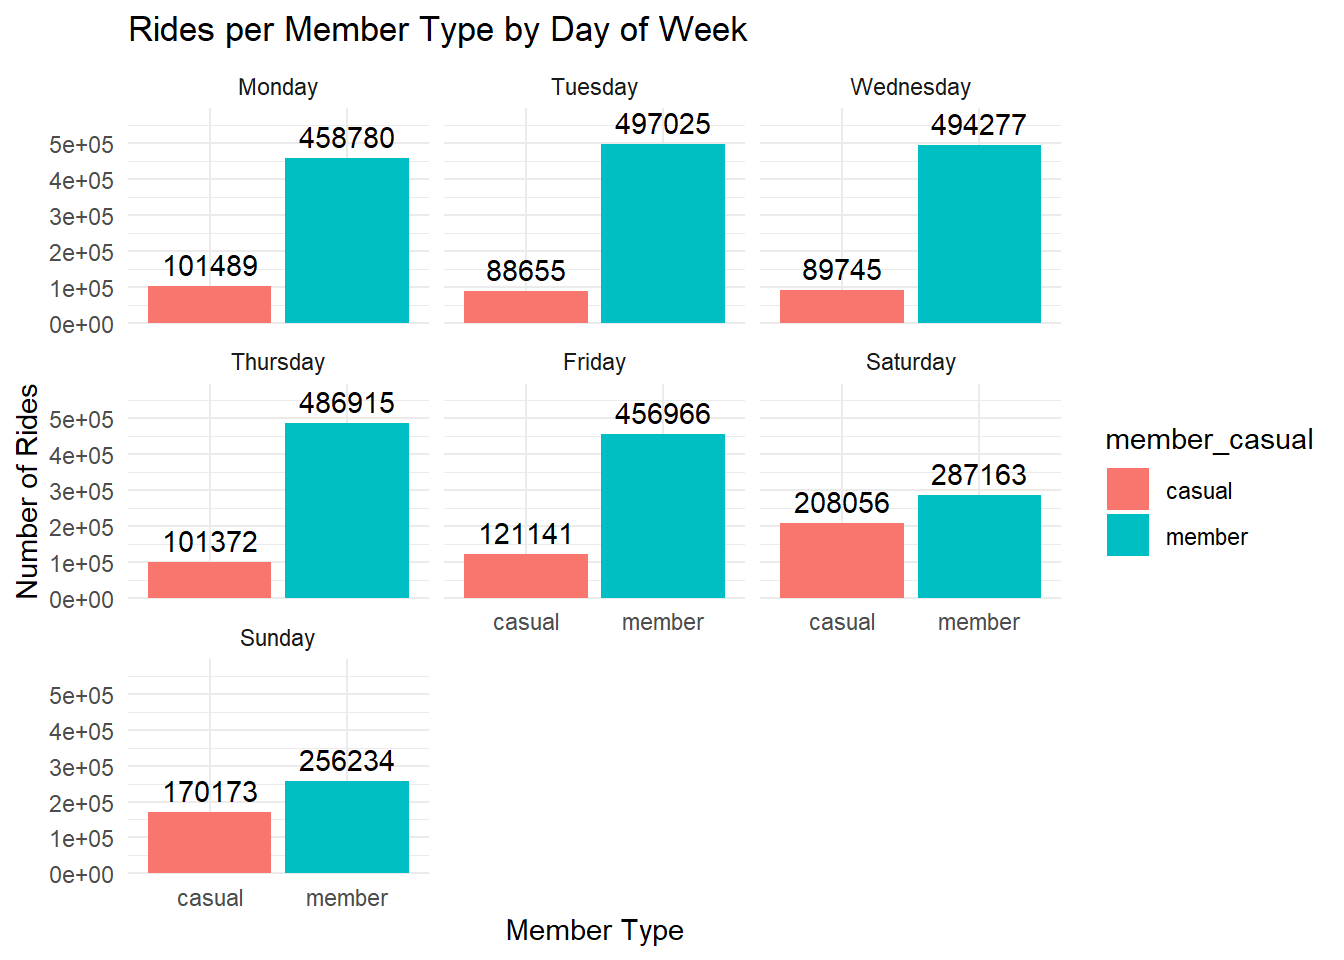 Rides per Member Type by Day of Week
Monday
Tuesday
Wednesday
5e+05
4e+05
3e+05
2e+05
1e+05
0e+00
101489
458780
88655
497025
89745
494277
Thursday
Friday
Saturday
5e+05
4e+05
3e+05
2e+05
1e+05
0e+00
101372
486915
121141
456966
208056
287163
casual
member
casual
member
Sunday
5e+05
4e+05
3e+05
2e+05
1e+05
0e+00
170173
256234
casual
member
Number of Rides
Member Type
member_casual
casual
member